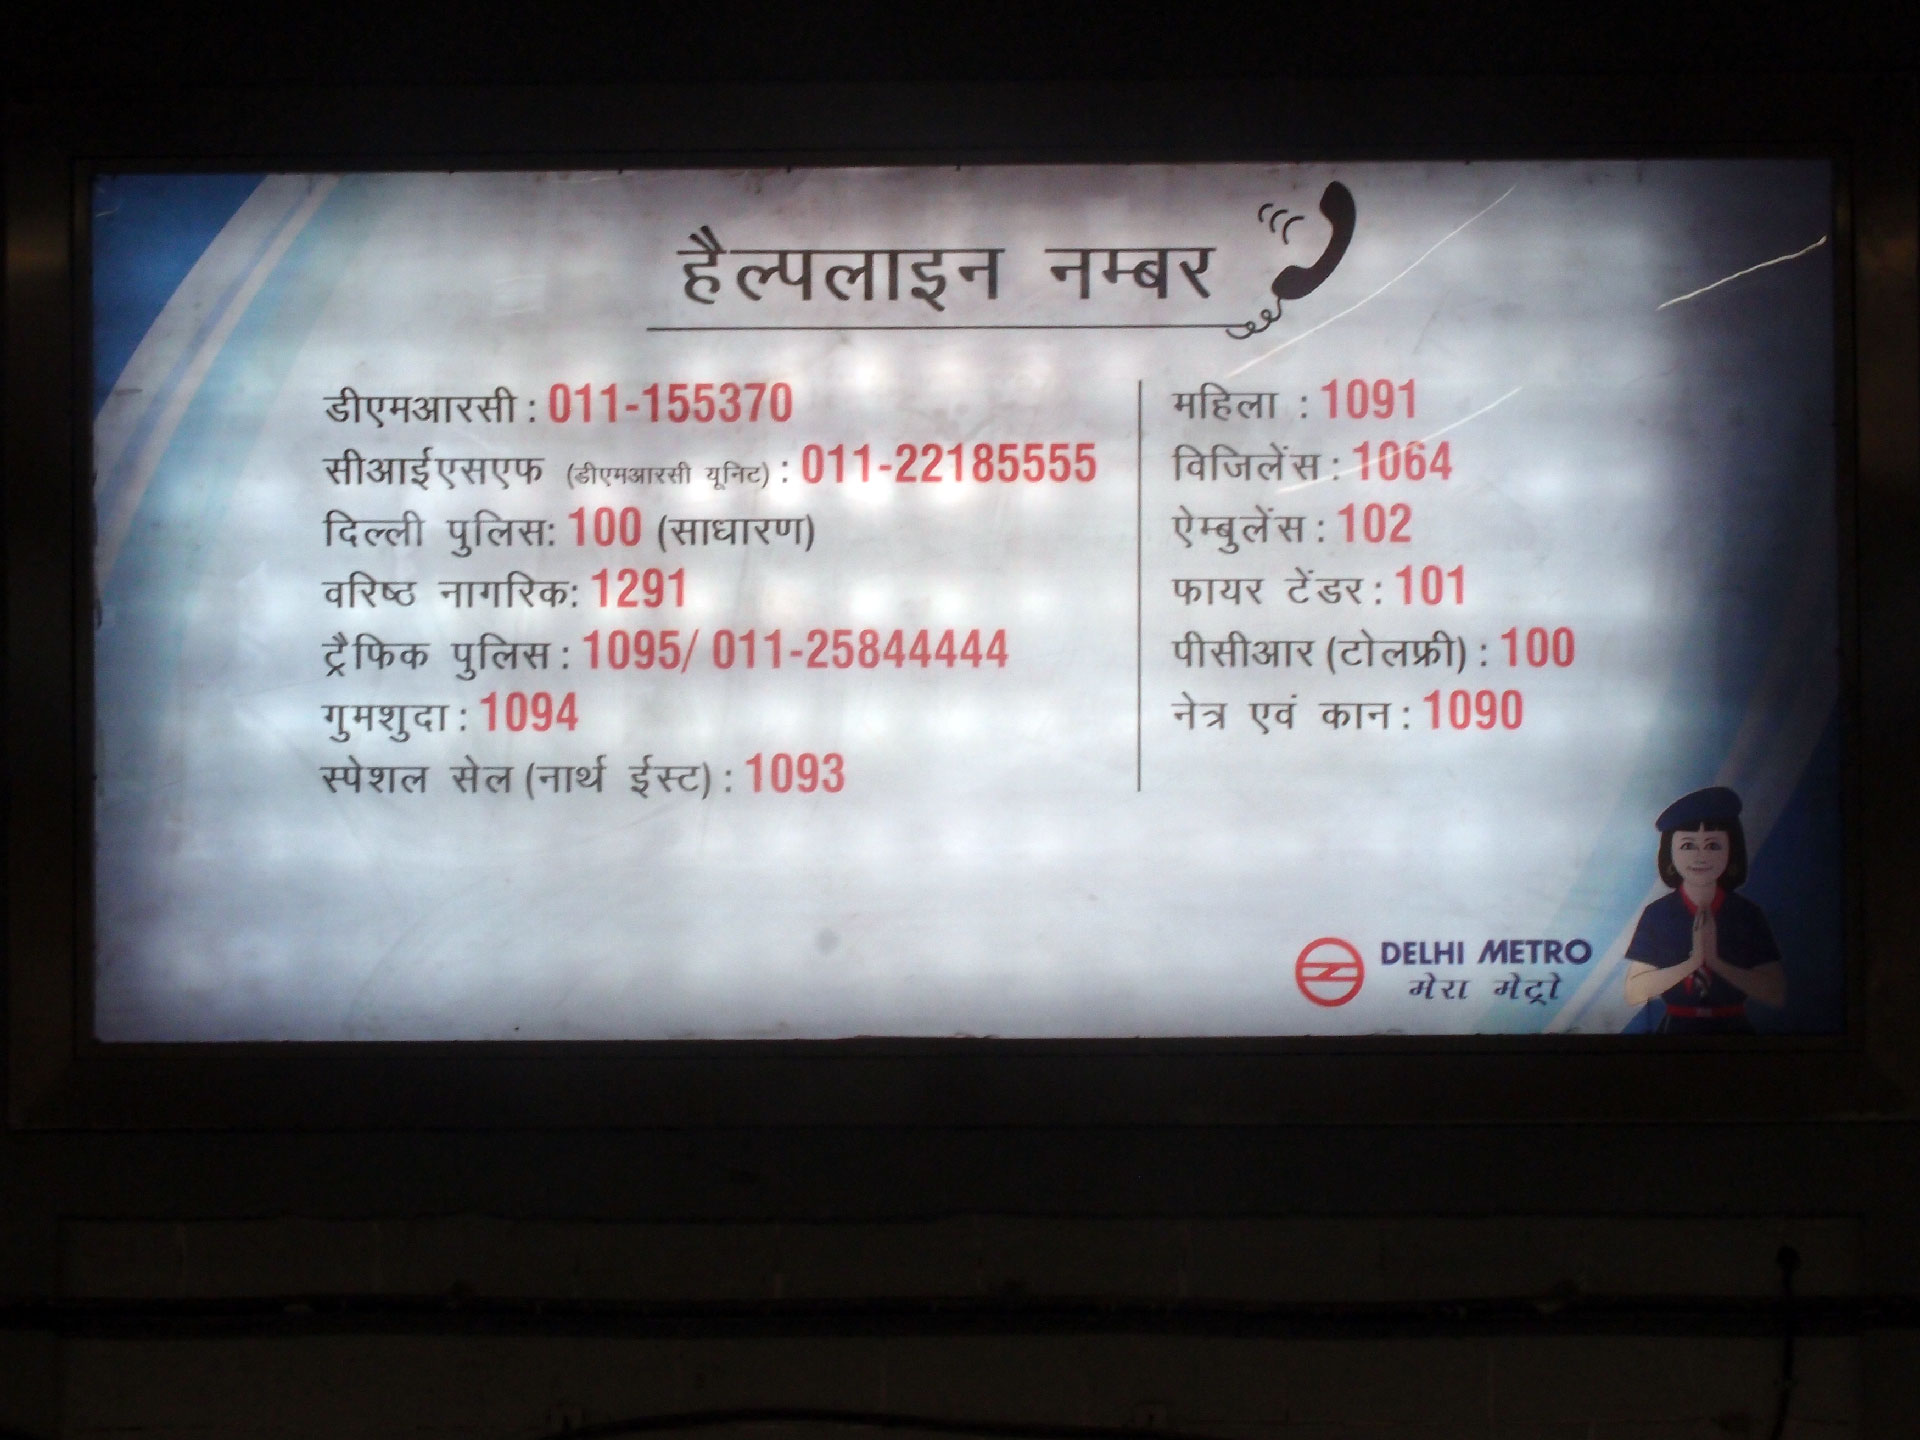 हैल्पलाइन नम्बर
डीएमआरसी : 011-155370
सीआईएसएफ (डीएमआरसी यूनिट) : 011-22185555
दिल्ली पुलिस: 100 (साधारण)
वरिष्ठ नागरिक: 1291
ट्रैफिक पुलिस : 1095/ 011-25844444
गुमशुदा : 1094
स्पेशल सेल (नार्थ ईस्ट) : 1093
महिला : 1091
विजिलेंस : 1064
ऐम्बुलेंस : 102
फायर टेंडर : 101
पीसीआर (टोलफ्री) : 100
नेत्र एवं कान : 1090
DELHI METRO
मेरा मेट्रो